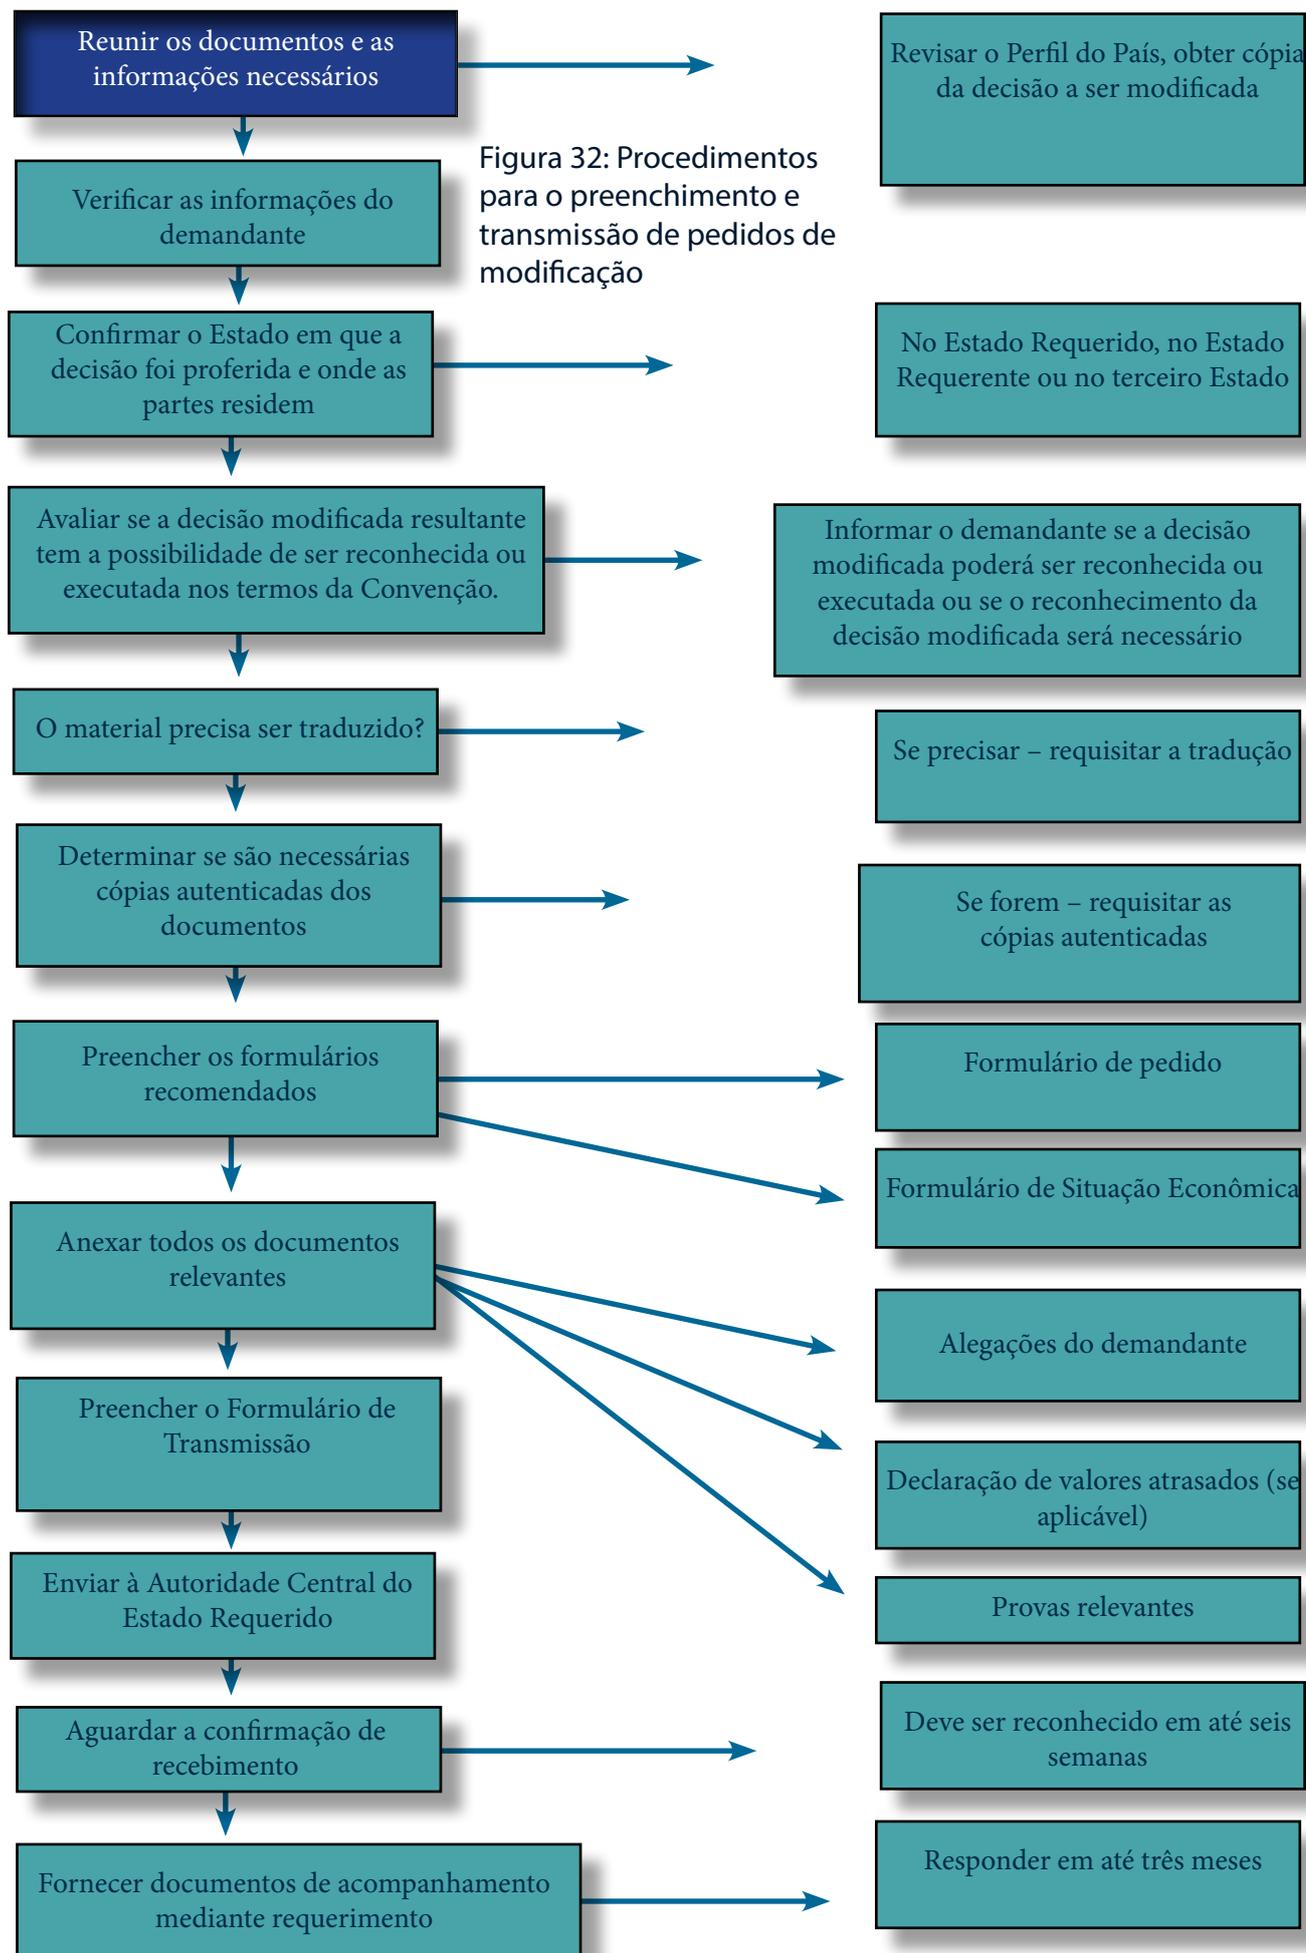 Reunir os documentos e as
informações necessários
Revisar o Perfil do País, obter cópia
da decisão a ser modificada
Figura 32: Procedimentos
para o preenchimento e
transmissão de pedidos de
modificação
Verificar as informações do
demandante
Confirmar o Estado em que a
decisão foi proferida e onde as
partes residem
No Estado Requerido, no Estado
Requerente ou no terceiro Estado
Avaliar se a decisão modificada resultante
tem a possibilidade de ser reconhecida ou
executada nos termos da Convenção.
Informar o demandante se a decisão
modificada poderá ser reconhecida ou
executada ou se o reconhecimento da
decisão modificada será necessário
O material precisa ser traduzido?
Se precisar – requisitar a tradução
Determinar se são necessárias
cópias autenticadas dos
documentos
Se forem – requisitar as
cópias autenticadas
Preencher os formulários
recomendados
Formulário de pedido
Formulário de Situação Econômica
Anexar todos os documentos
relevantes
Alegações do demandante
Declaração de valores atrasados (se
aplicável)
Provas relevantes
Preencher o Formulário de
Transmissão
Enviar à Autoridade Central do
Estado Requerido
Aguardar a confirmação de
recebimento
Deve ser reconhecido em até seis
semanas
Fornecer documentos de acompanhamento
mediante requerimento
Responder em até três meses